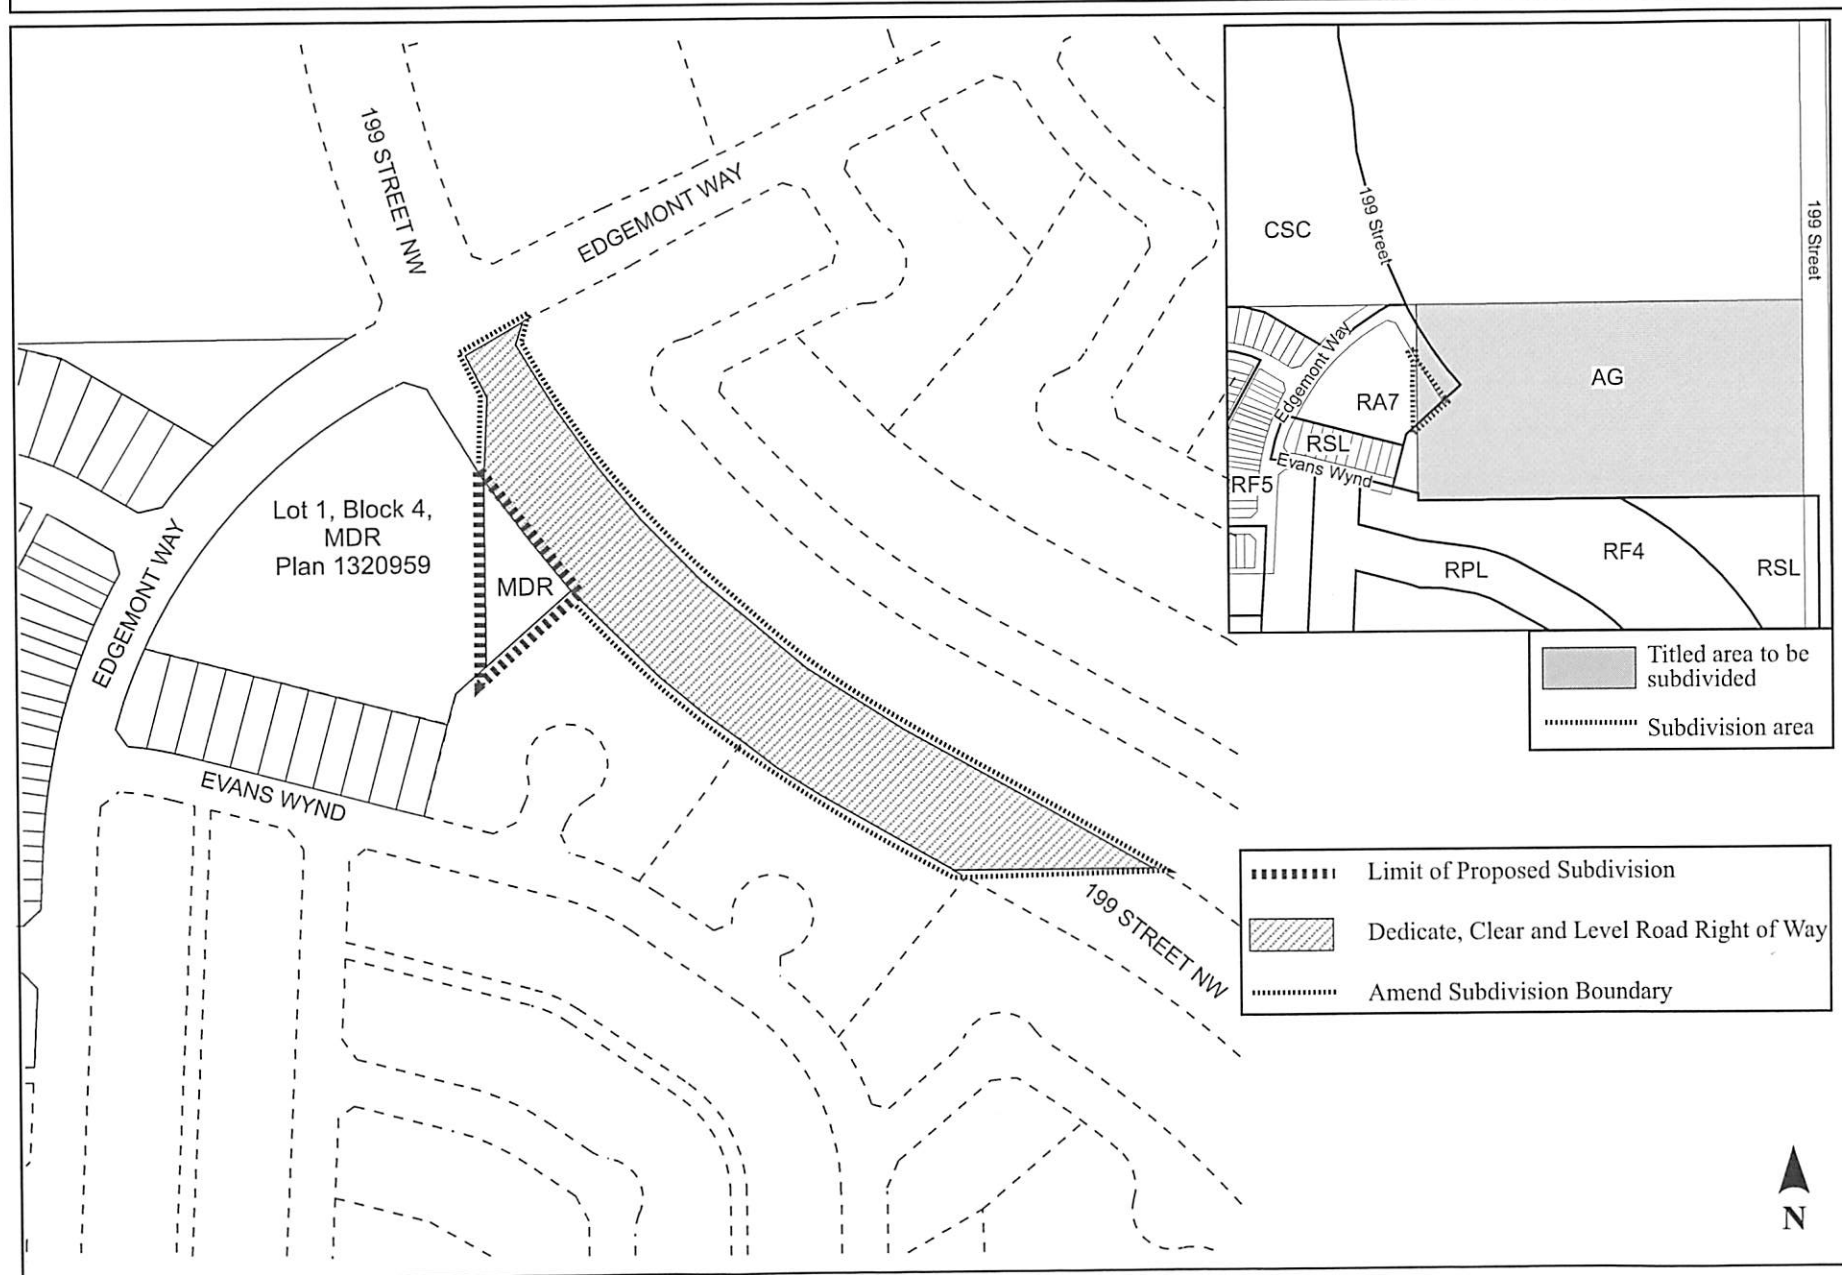 199 STREET NW
EDGEMONT WAY
Lot 1, Block 4,
MDR
Plan 1320959
MDR
EDGEMONT WAY
EVANS WYND
199 STREET NW
CSC
199 Street
199 Street
Edgemont Way
RA7
AG
RSL
Evans Wynd
RF5
RPL
RF4
RSL
Titled area to be
subdivided
Subdivision area
Limit of Proposed Subdivision
Dedicate, Clear and Level Road Right of Way
Amend Subdivision Boundary
N